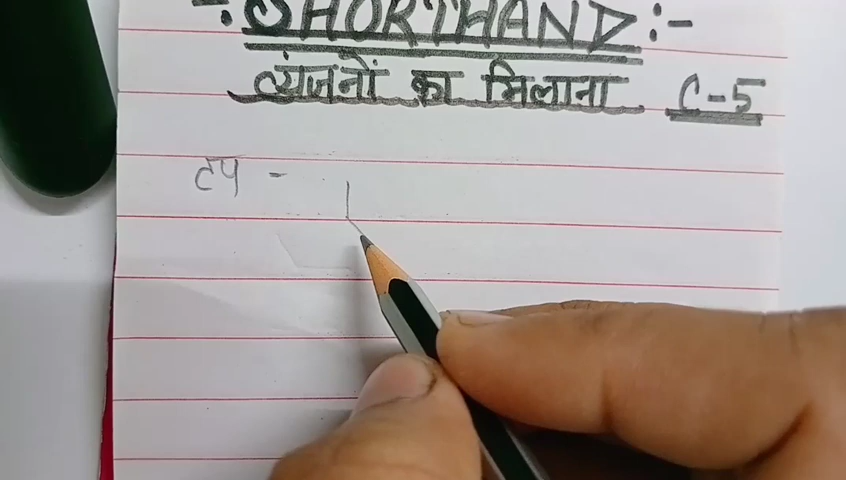 -: SHORTHAND :-
व्यंजनों का मिलाना C-5
टप -